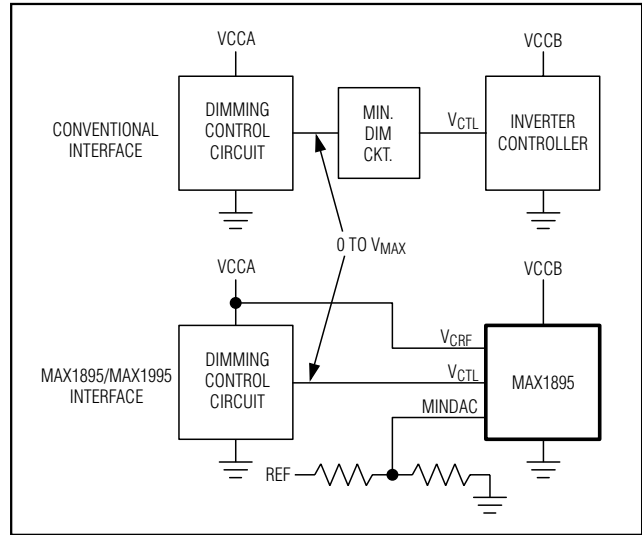 VCCA
VCCB
CONVENTIONAL
INTERFACE
DIMMING
CONTROL
CIRCUIT
MIN.
DIM
CKT.
VCTL
INVERTER
CONTROLLER
0 TO VMAX
VCCA
VCCB
MAX1895/MAX1995
INTERFACE
DIMMING
CONTROL
CIRCUIT
VCRF
VCTL
MINDAC
MAX1895
REF